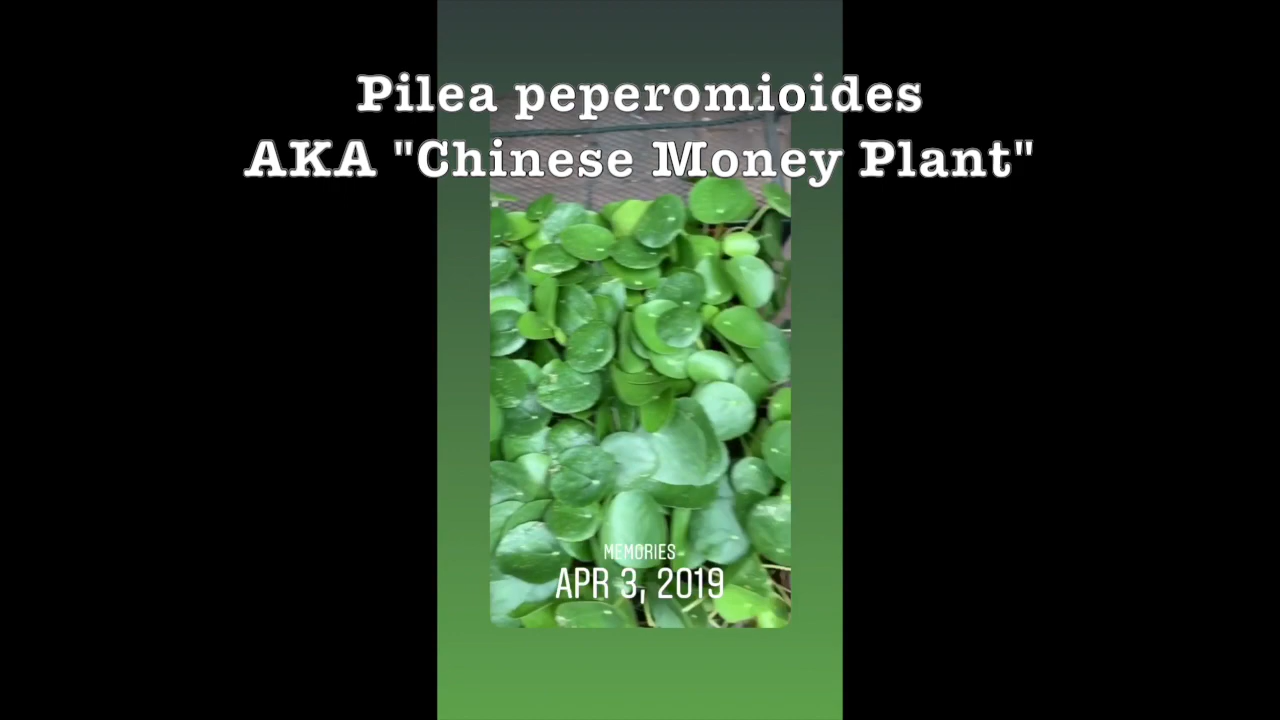 Pilea peperomioides
AKA "Chinese Money Plant"
MEMORIES
APR 3, 2019